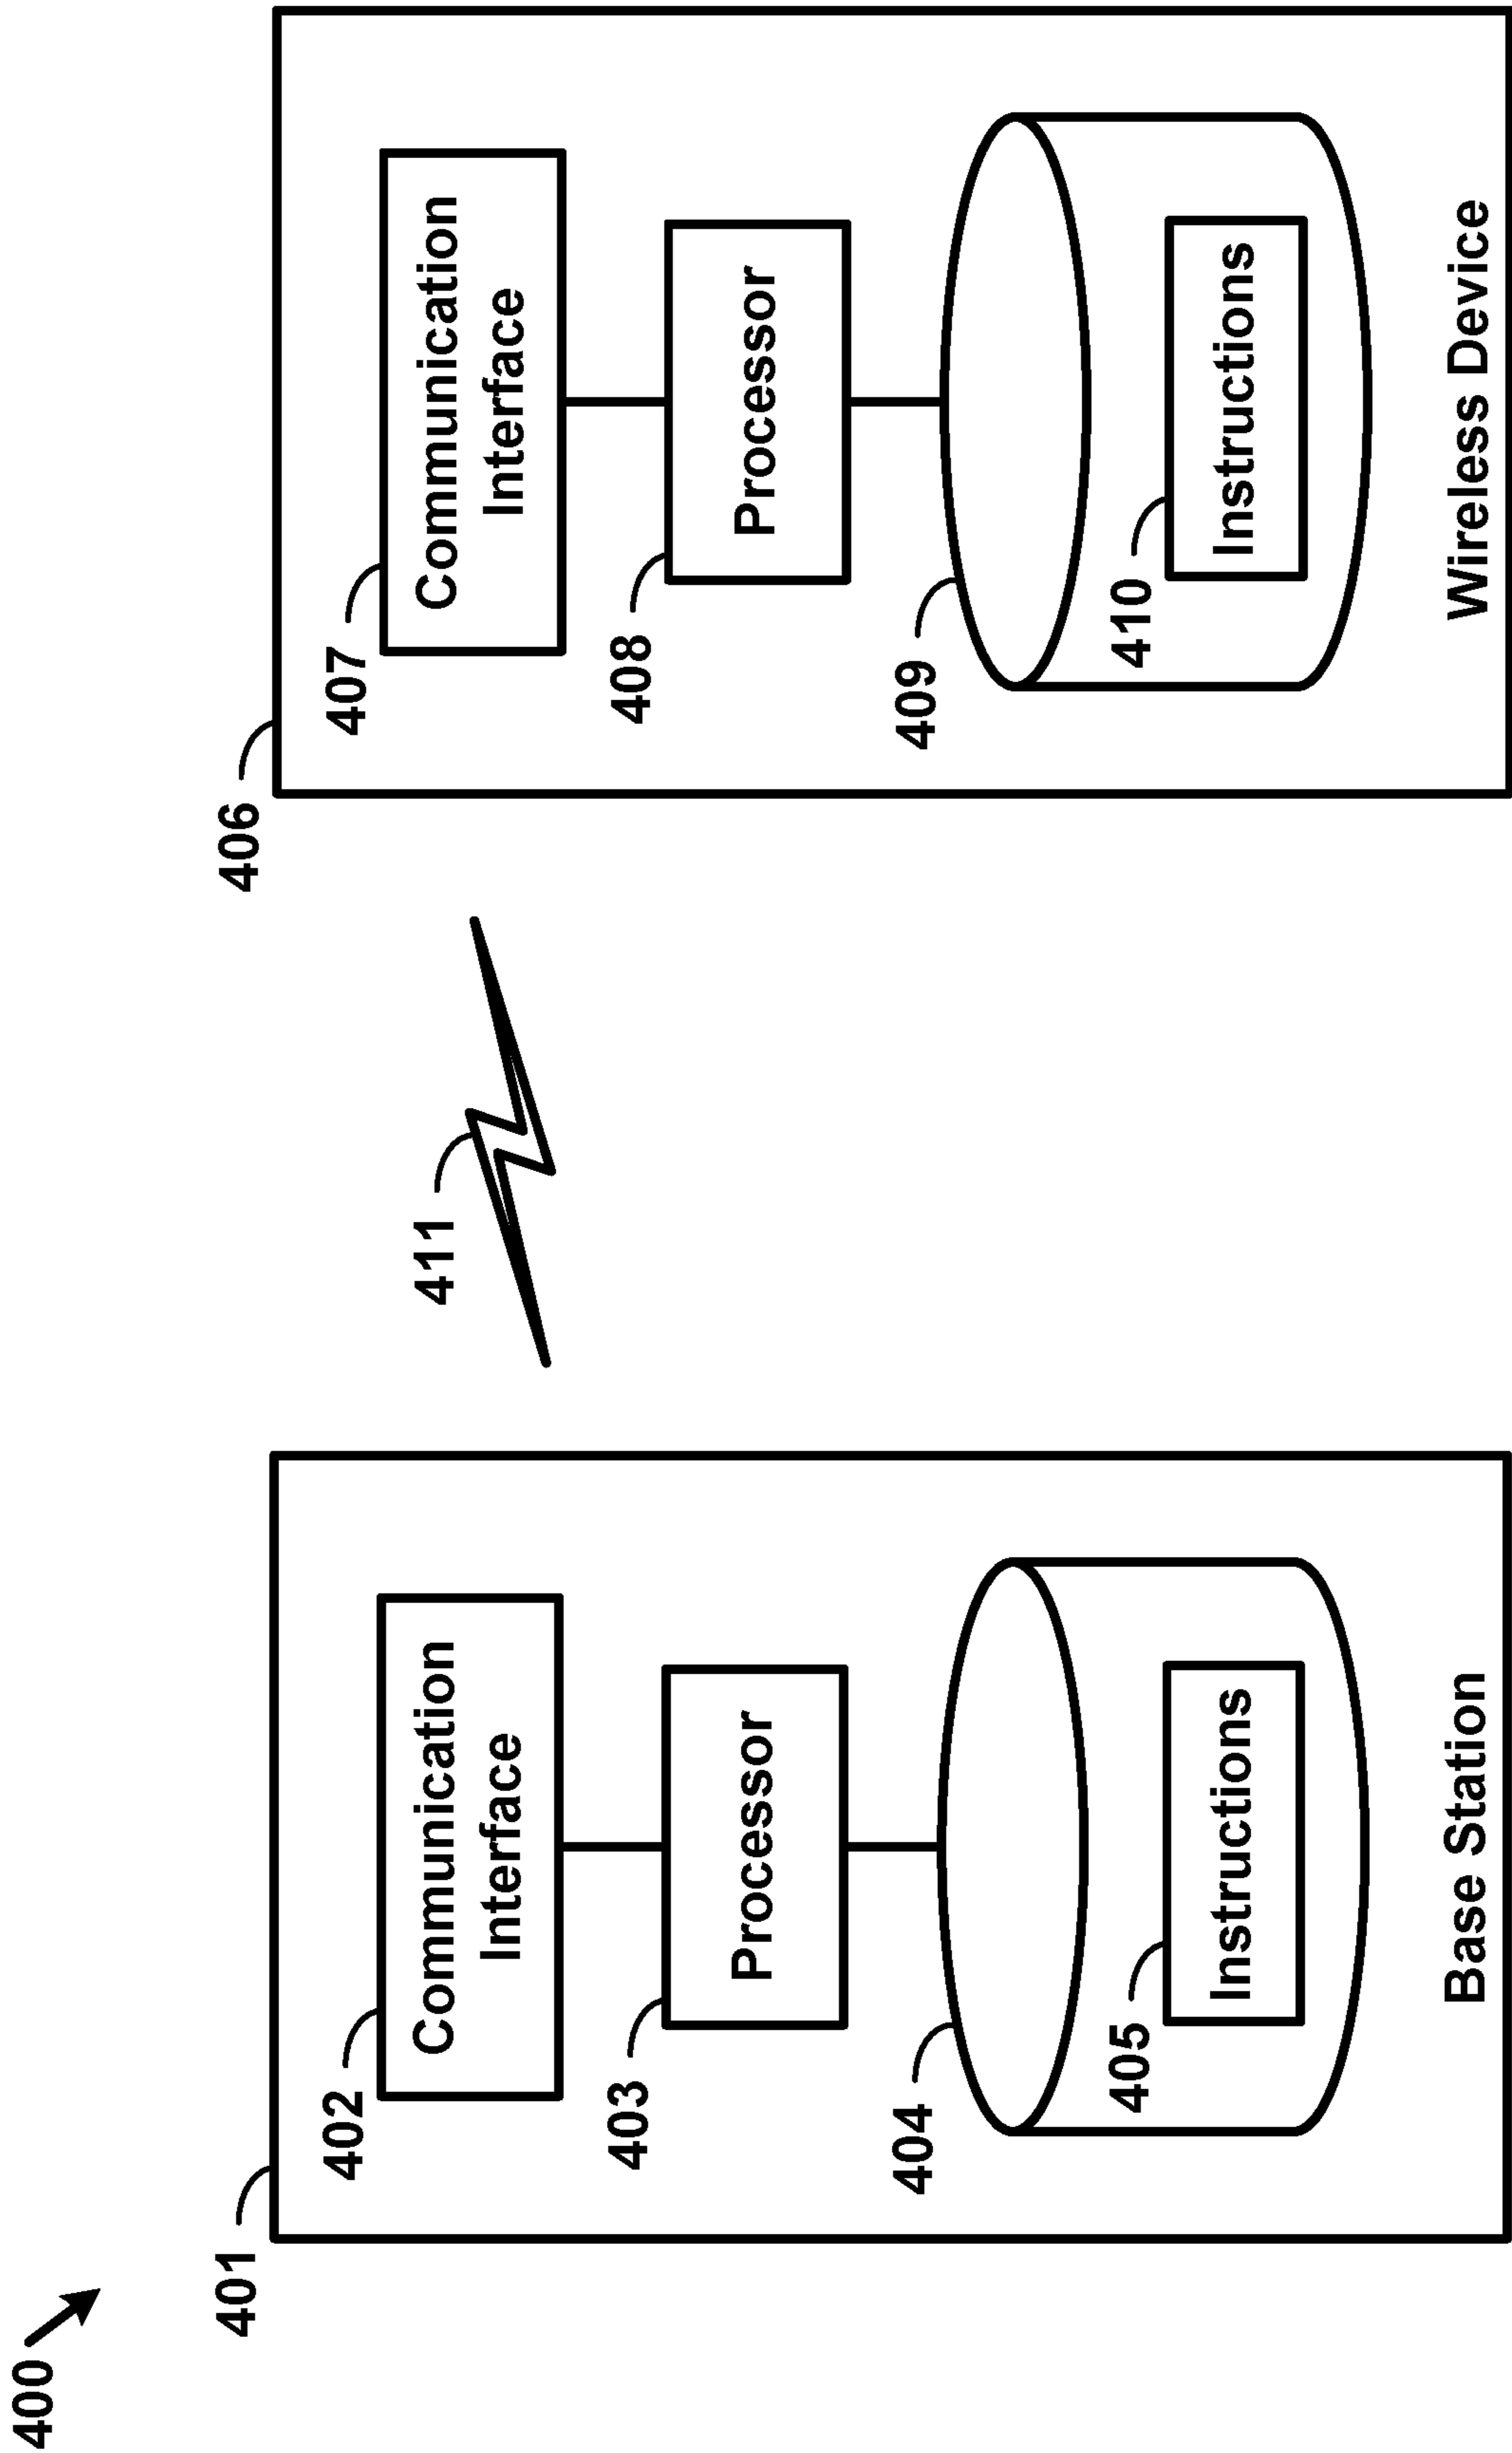 400
401
402
Communication
Interface
403
Processor
404
405
Instructions
Base Station
411
406
407
Communication
Interface
408
Processor
409
410
Instructions
Wireless Device